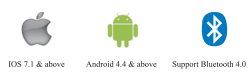 IOS 7.1 & above
Android 4.4 & above
Support Bluetooth 4.0